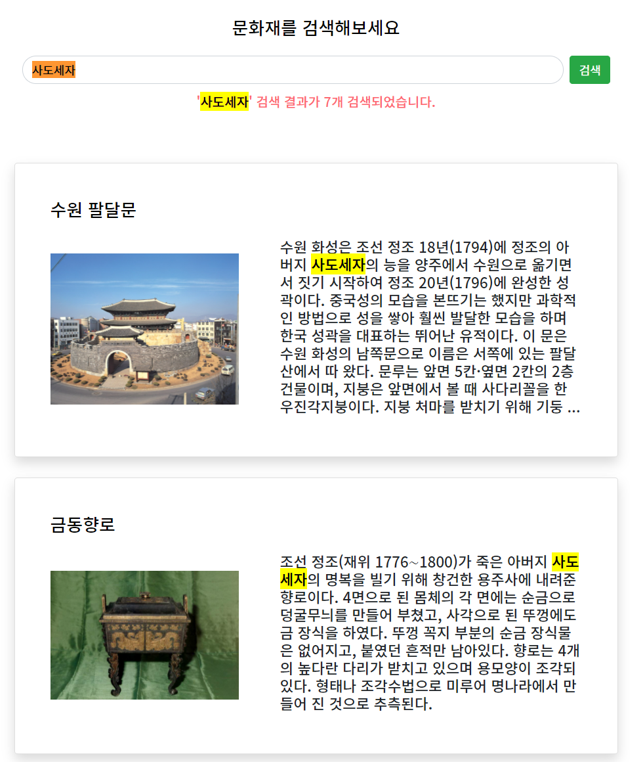 문화재를 검색해보세요
사도세자
검색
'사도세자' 검색 결과가 7개 검색되었습니다.
수원 팔달문
수원 화성은 조선 정조 18년(1794)에 정조의 아
버지 사도세자의 능을 양주에서 수원으로 옮기면
서 짓기 시작하여 정조 20년(1796)에 완성한 성
곽이다. 중국성의 모습을 본뜨기는 했지만 과학적
인 방법으로 성을 쌓아 훨씬 발달한 모습을 하며
한국 성곽을 대표하는 뛰어난 유적이다. 이 문은
수원 화성의 남쪽문으로 이름은 서쪽에 있는 팔달
산에서 따 왔다. 문루는 앞면 5칸·옆면 2칸의 2층
건물이며, 지붕은 앞면에서 볼 때 사다리꼴을 한
우진각지붕이다. 지붕 처마를 받치기 위해 기둥 ...
금동향로
조선 정조(재위 1776∼1800)가 죽은 아버지 사도
세자의 명복을 빌기 위해 창건한 용주사에 내려준
향로이다. 4면으로 된 몸체의 각 면에는 순금으로
덩굴무늬를 만들어 부쳤고, 사각으로 된 뚜껑에도
금 장식을 하였다. 뚜껑 꼭지 부분의 순금 장식물
은 없어지고, 붙였던 흔적만 남아있다. 향로는 4개
의 높다란 다리가 받치고 있으며 용모양이 조각되
있다. 형태나 조각수법으로 미루어 명나라에서 만
들어 진 것으로 추측된다.